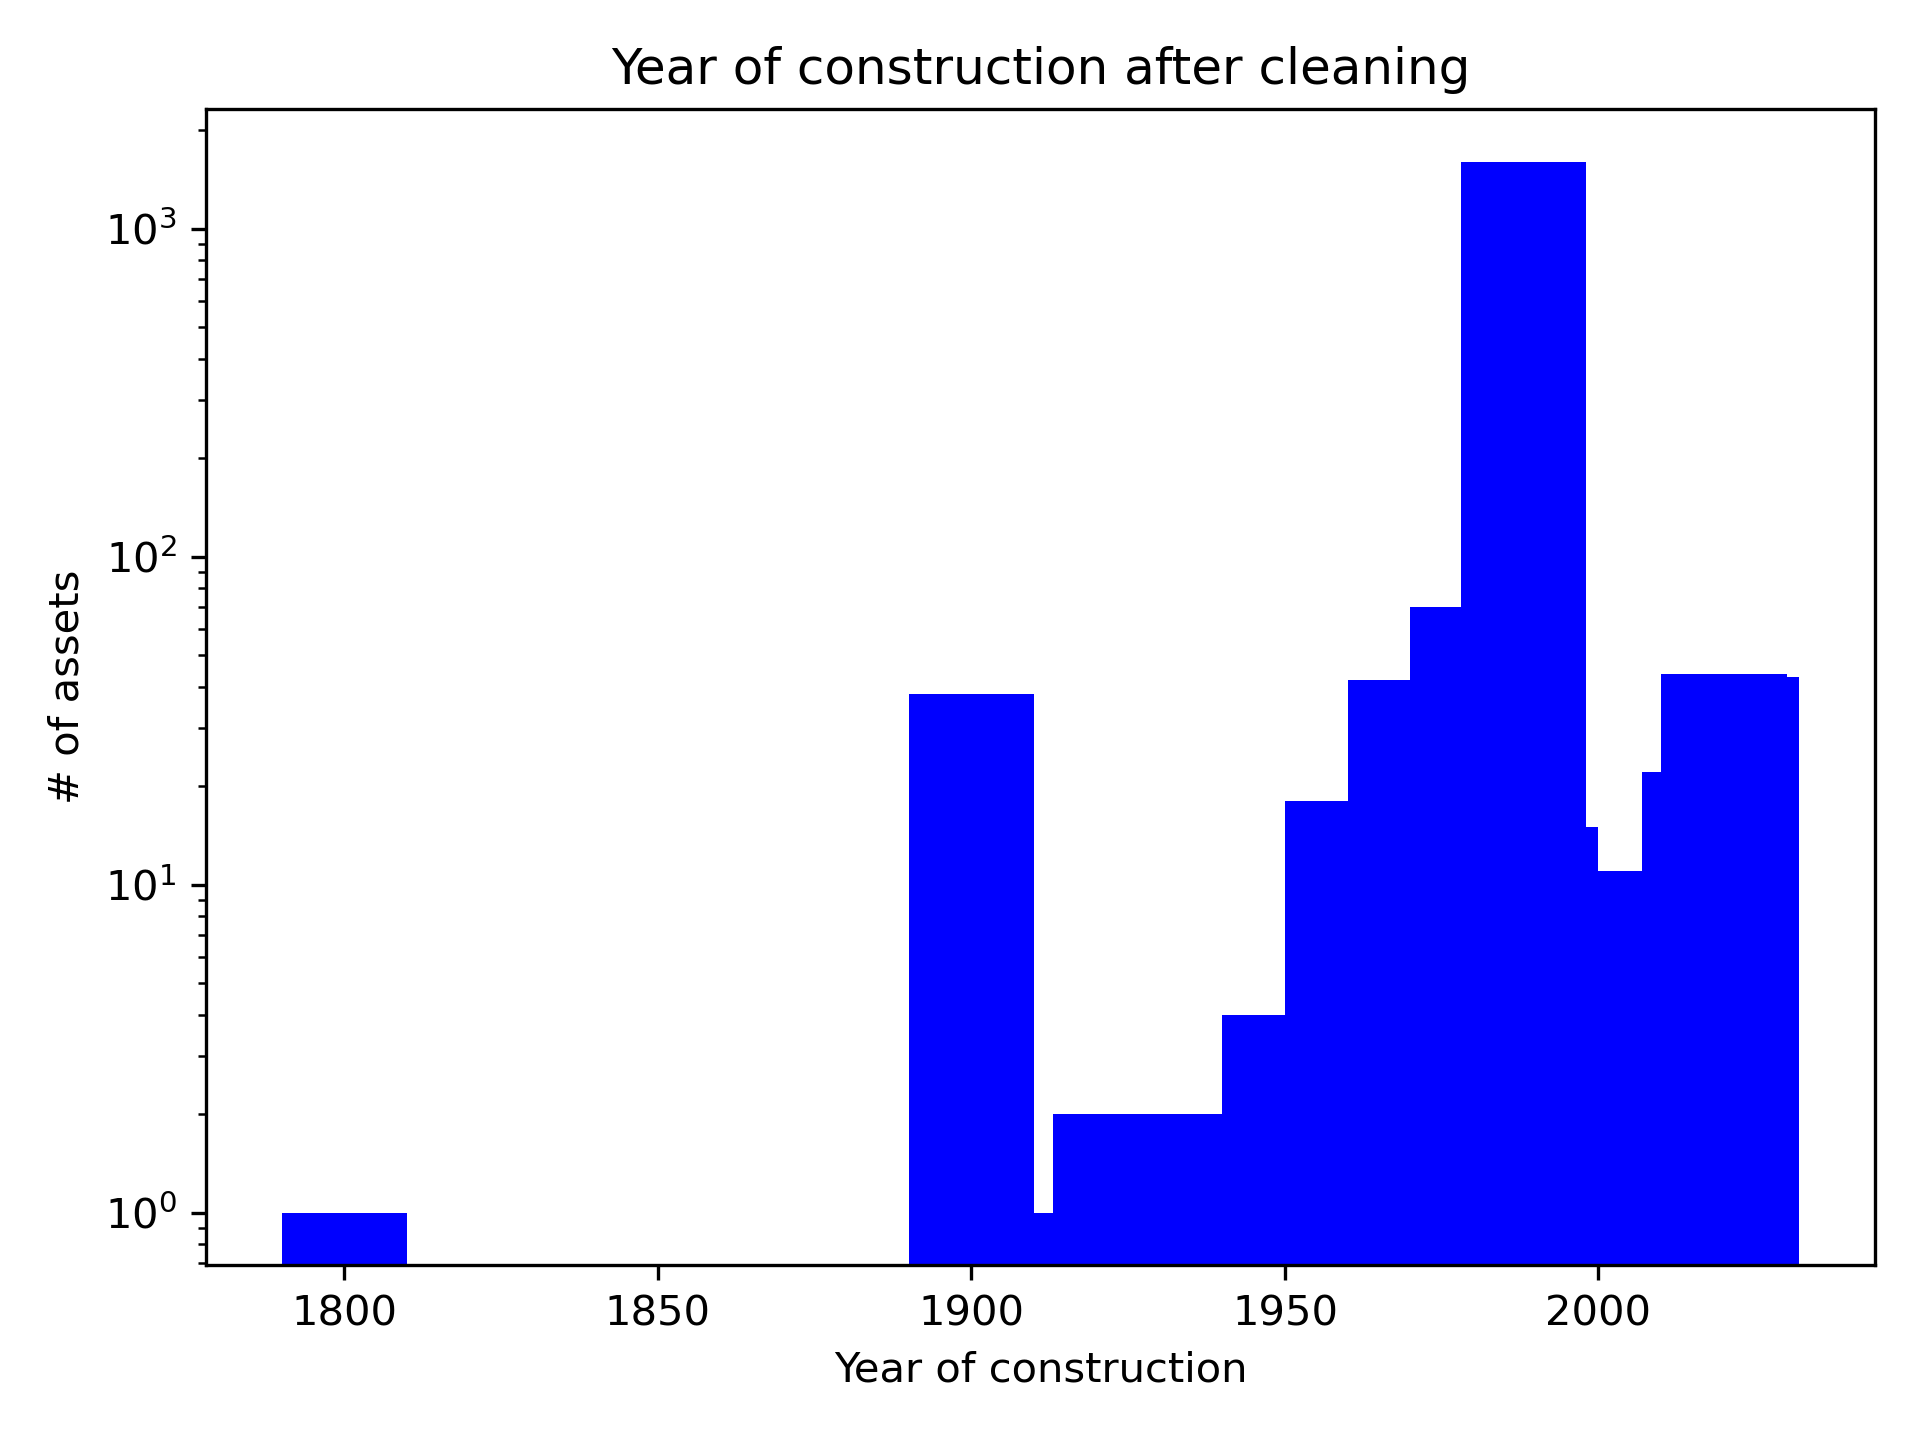 Year of construction after cleaning
# of assets
10³
10²
10¹
10⁰
1800 1850 1900 1950 2000
Year of construction